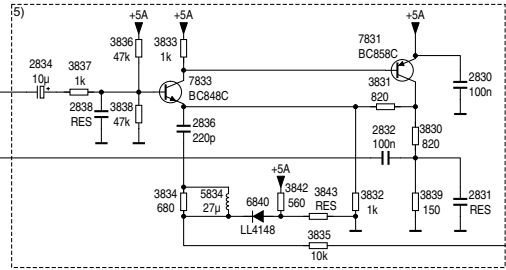 5)
+5A +5A +5A
2834
10µ
+
3837
1k
3836
47k
3833
1k
7831
BC858C
7833
BC848C
2838
RES
3838
47k
2836
220p
3831
820
2830
100n
2832
100n
3830
820
+5A
3834
680
5834
27µ
6840
LL4148
3842
560
3843
RES
3832
1k
3839
150
2831
RES
3835
10k